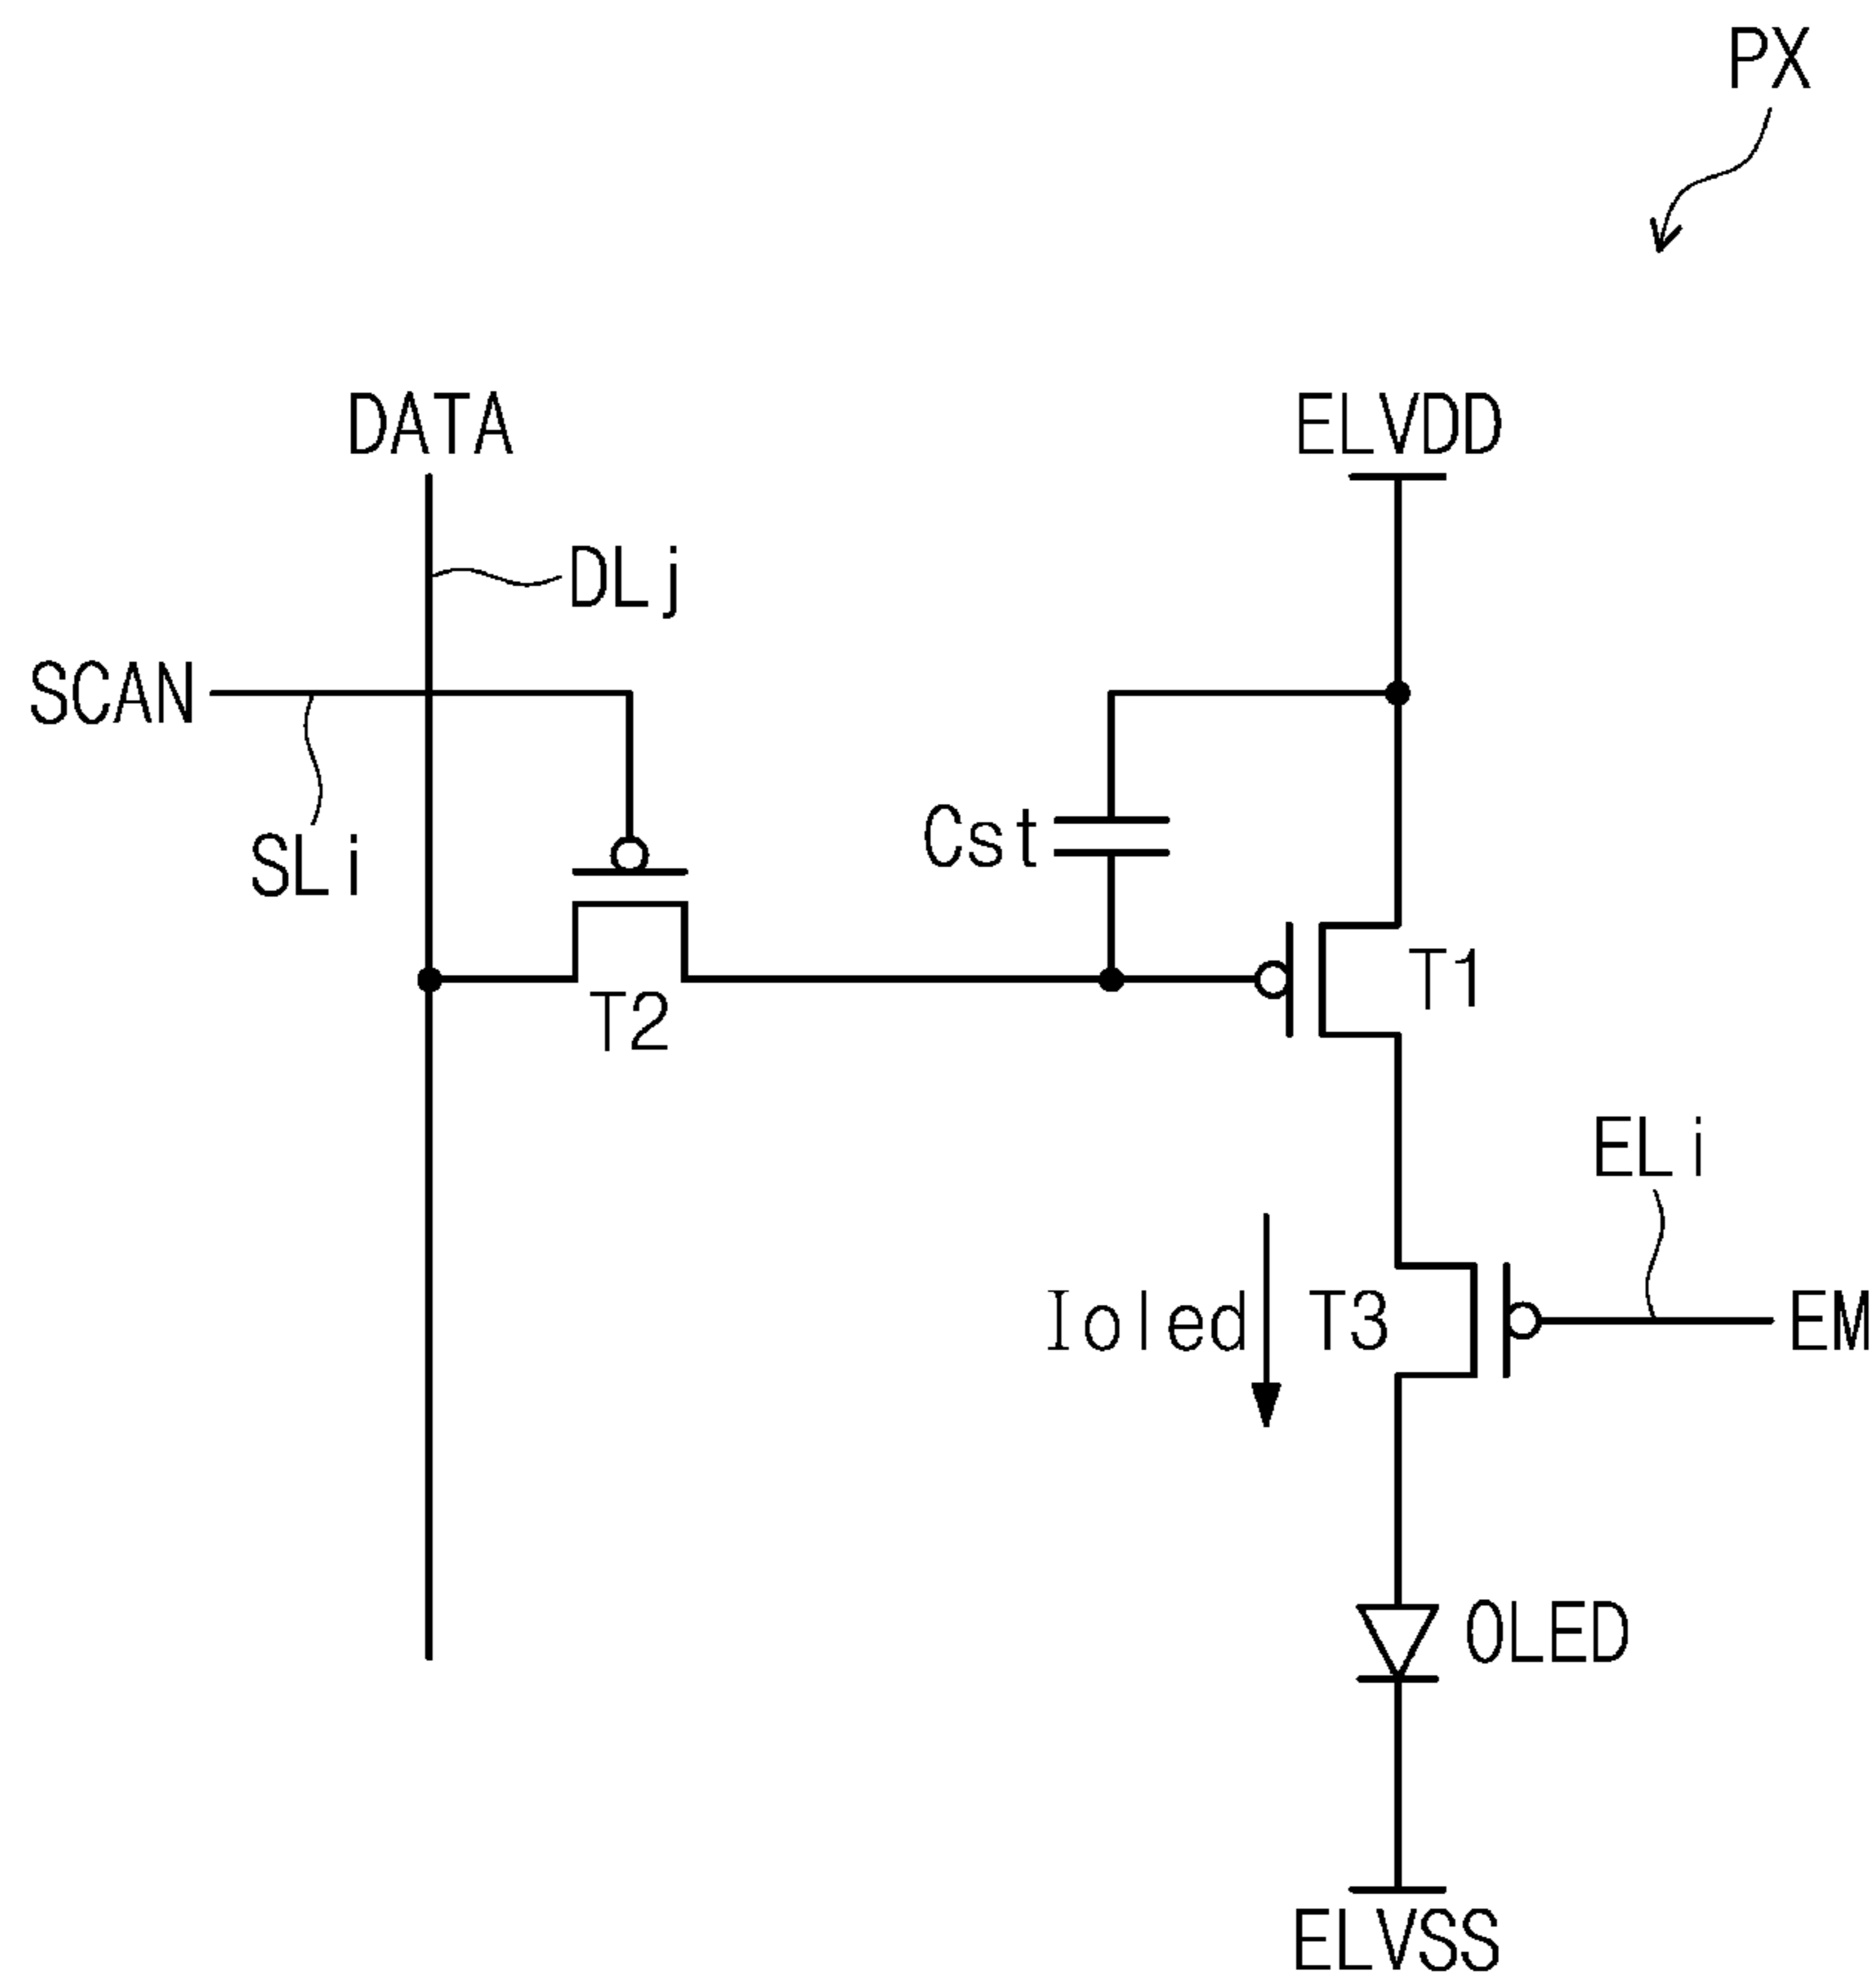 PX
DATA
ELVDD
DLj
SCAN
SLi
Cst
T1
T2
ELi
Ioled
T3
EM
OLED
ELVSS